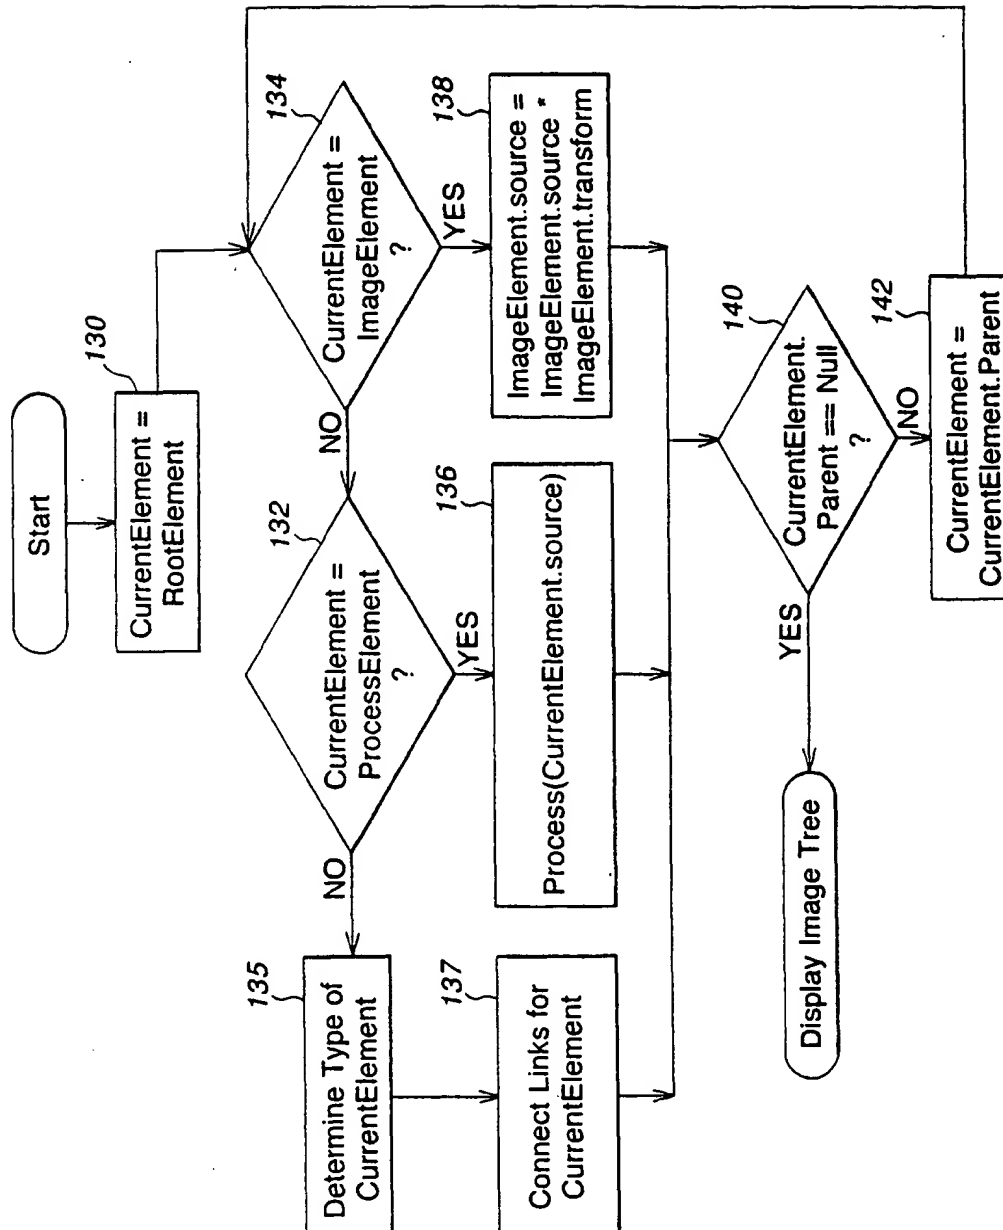 Start
130
CurrentElement =
RootElement
134
CurrentElement =
ImageElement
?
NO
YES
132
CurrentElement =
ProcessElement
?
NO
YES
135
Determine Type of
CurrentElement
137
Connect Links for
CurrentElement
136
Process(CurrentElement.source)
138
ImageElement.source =
ImageElement.source *
ImageElement.transform
140
CurrentElement.
Parent == Null
?
YES
NO
Display Image Tree
142
CurrentElement =
CurrentElement.Parent